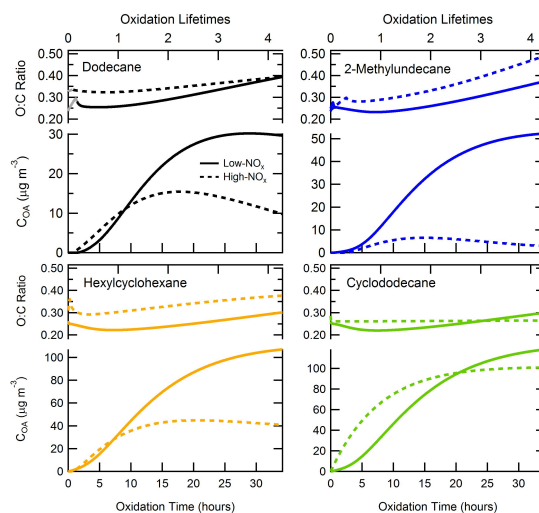 Oxidation Lifetimes
Oxidation Lifetimes
0 1 2 3 4
0 1 2 3 4
Dodecane
2-Methylundecane
O:C Ratio
0.50
0.40
0.30
0.20
0.50
0.40
0.30
0.20
C_OA (µg m⁻³)
30
20
10
0
Low-NOₓ
High-NOₓ
50
40
30
20
10
0
Hexylcyclohexane
Cyclododecane
O:C Ratio
0.50
0.40
0.30
0.20
0.50
0.40
0.30
0.20
C_OA (µg m⁻³)
100
80
60
40
20
0
100
80
60
40
20
0
0 5 10 15 20 25 30
0 5 10 15 20 25 30
Oxidation Time (hours)
Oxidation Time (hours)